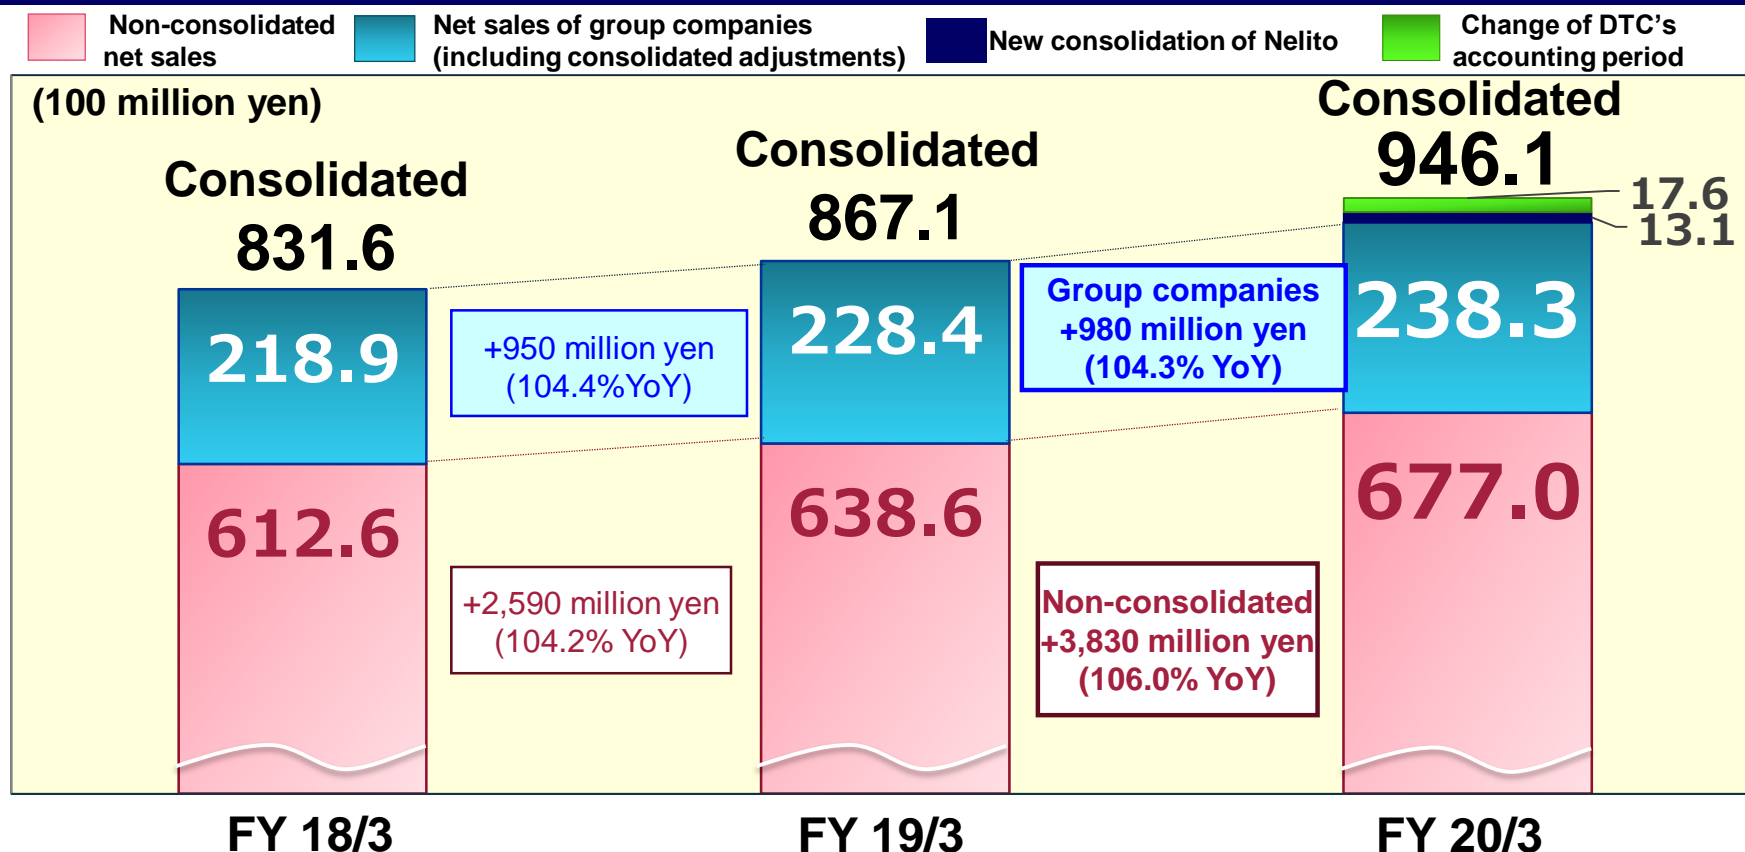 Non-consolidated
net sales
Net sales of group companies
(including consolidated adjustments)
New consolidation of Nelito
Change of DTC's
accounting period
(100 million yen)
Consolidated
831.6
Consolidated
867.1
Consolidated
946.1
17.6
13.1
218.9
+950 million yen
(104.4%YoY)
228.4
Group companies
+980 million yen
(104.3% YoY)
238.3
612.6
+2,590 million yen
(104.2% YoY)
638.6
Non-consolidated
+3,830 million yen
(106.0% YoY)
677.0
FY 18/3
FY 19/3
FY 20/3